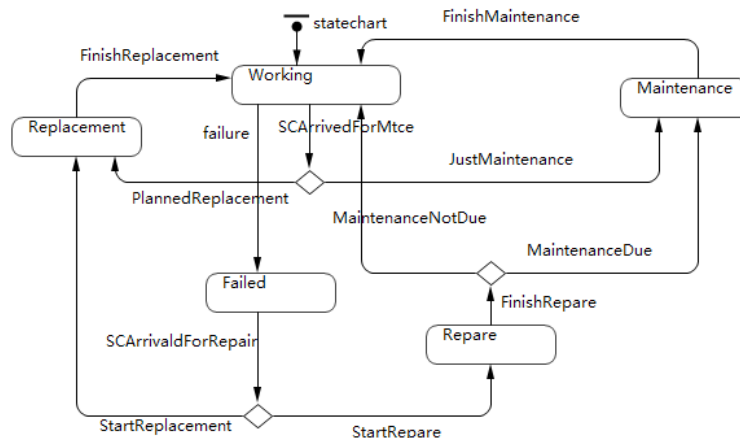 statechart
FinishMaintenance
FinishReplacement
Working
Maintenance
Replacement
failure
SCArrivedForMtce
JustMaintenance
PlannedReplacement
MaintenanceNotDue
MaintenanceDue
Failed
FinishRepare
SCArrivaldForRepair
Repare
StartReplacement
StartRepare